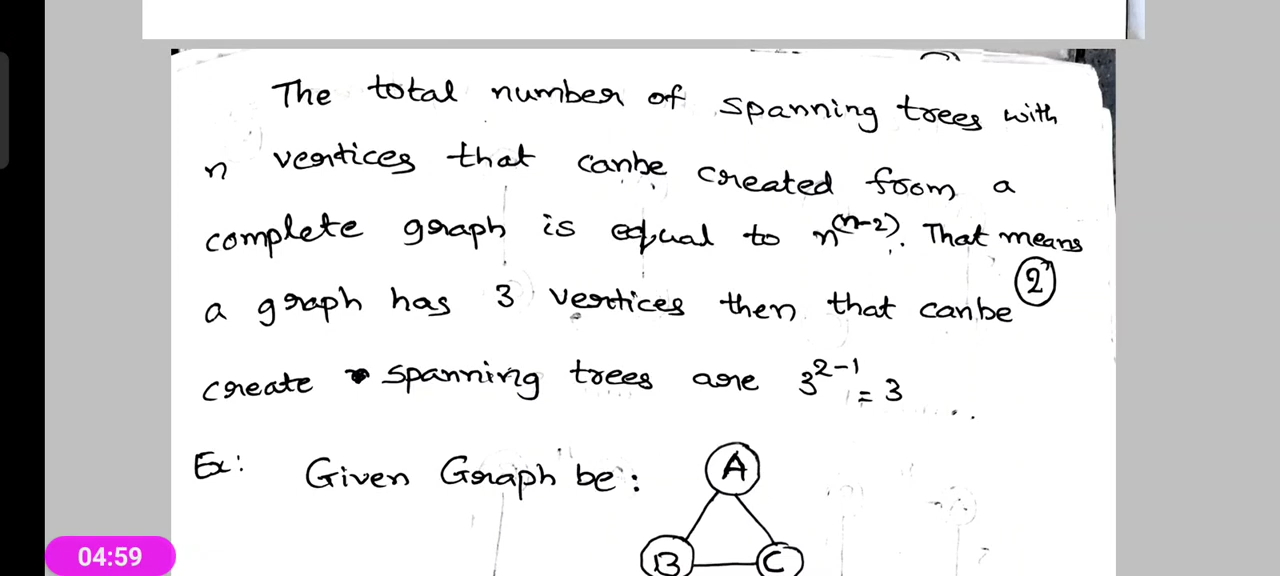 The total number of spanning trees with
n vertices that canbe created from a
complete graph is equal to n^(n-2). That means
②
a graph has 3 vertices then that canbe
create spanning trees are 3^2-1 = 3
Ex: Given Graph be:
A
B C
04:59